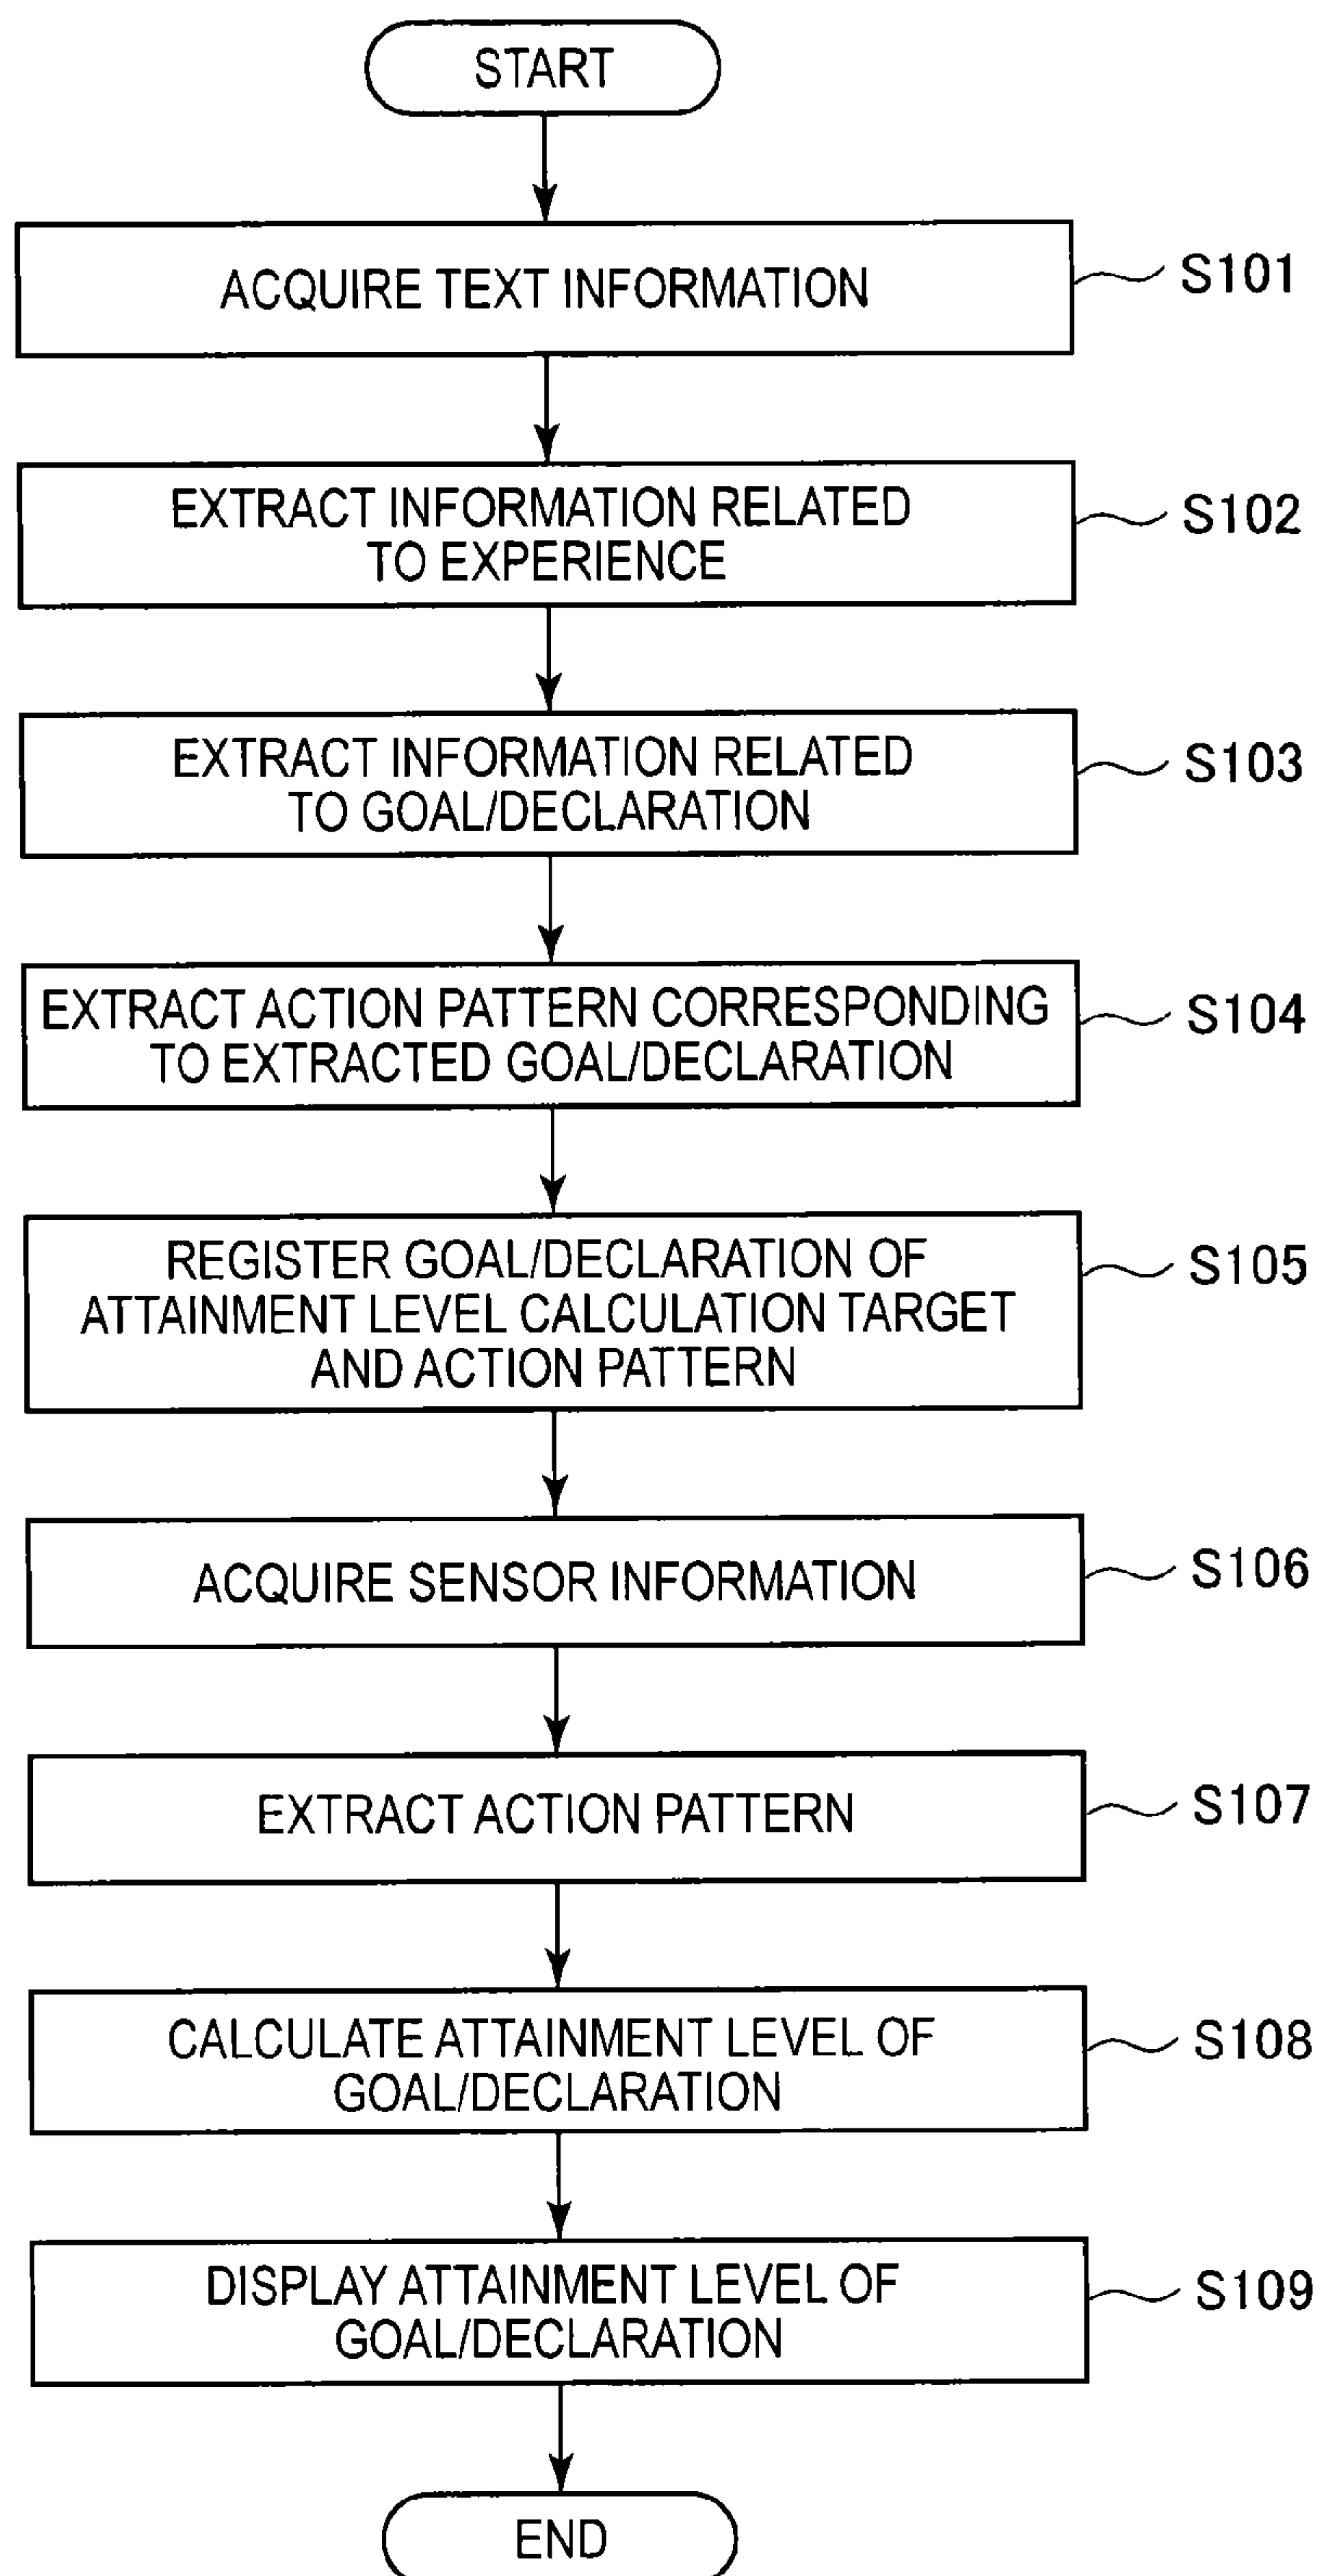 START
ACQUIRE TEXT INFORMATION
S101
EXTRACT INFORMATION RELATED
TO EXPERIENCE
S102
EXTRACT INFORMATION RELATED
TO GOAL/DECLARATION
S103
EXTRACT ACTION PATTERN CORRESPONDING
TO EXTRACTED GOAL/DECLARATION
S104
REGISTER GOAL/DECLARATION OF
ATTAINMENT LEVEL CALCULATION TARGET
AND ACTION PATTERN
S105
ACQUIRE SENSOR INFORMATION
S106
EXTRACT ACTION PATTERN
S107
CALCULATE ATTAINMENT LEVEL OF
GOAL/DECLARATION
S108
DISPLAY ATTAINMENT LEVEL OF
GOAL/DECLARATION
S109
END